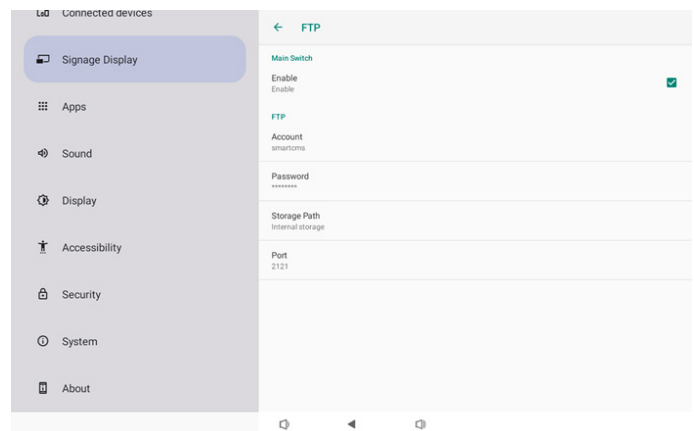 Connected devices
Signage Display
Apps
Sound
Display
Accessibility
Security
System
About
FTP
Main Switch
Enable
Enable
FTP
Account
smartcms
Password
********
Storage Path
Internal storage
Port
2121